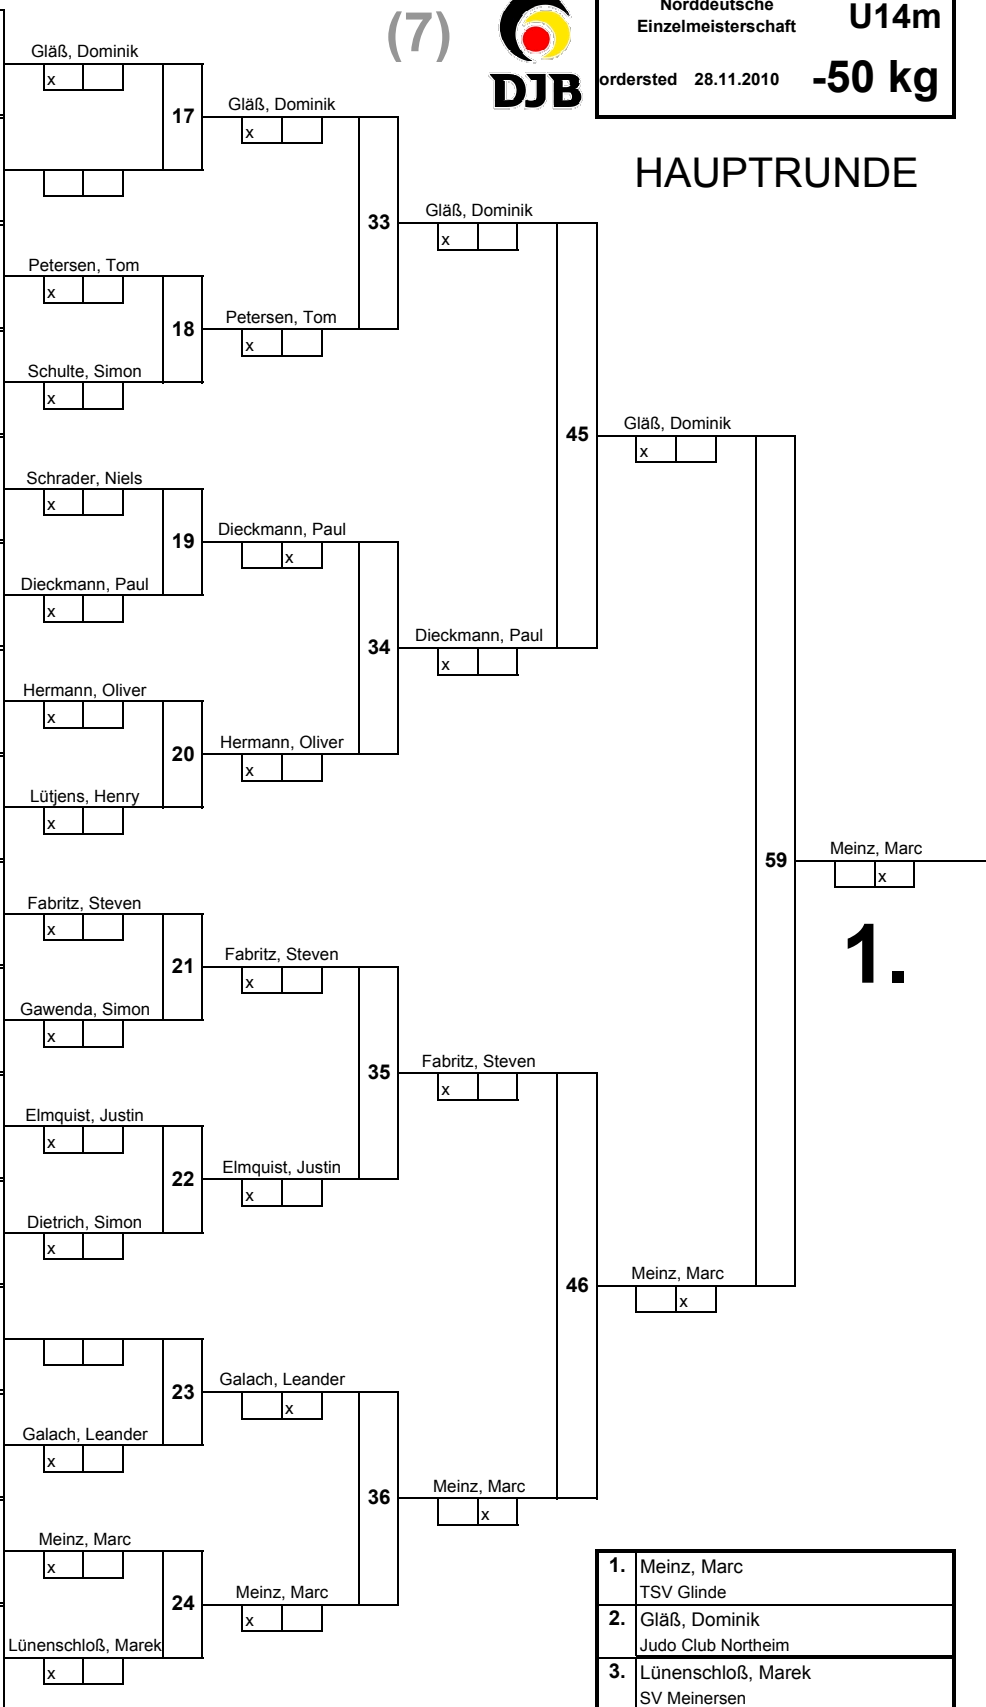 (7)
DJB
Norddeutsche
Einzelmeisterschaft
U14m
ordersted 28.11.2010
-50 kg
HAUPTRUNDE
Gläß, Dominik
x
17
Petersen, Tom
x
18
Schulte, Simon
x
Schrader, Niels
x
19
Dieckmann, Paul
x
Hermann, Oliver
x
20
Lütjens, Henry
x
Fabritz, Steven
x
21
Gawenda, Simon
x
Elmquist, Justin
x
22
Dietrich, Simon
x
23
Galach, Leander
x
Meinz, Marc
x
24
Lünenschloß, Marek
x
Gläß, Dominik
x
33
Petersen, Tom
x
Dieckmann, Paul
x
34
Hermann, Oliver
x
Fabritz, Steven
x
35
Elmquist, Justin
x
Galach, Leander
x
36
Meinz, Marc
x
Gläß, Dominik
x
45
Dieckmann, Paul
x
Fabritz, Steven
x
46
Meinz, Marc
x
Gläß, Dominik
x
59
Meinz, Marc
x
Meinz, Marc
x
1.
1. Meinz, Marc
TSV Glinde
2. Gläß, Dominik
Judo Club Northeim
3. Lünenschloß, Marek
SV Meinersen